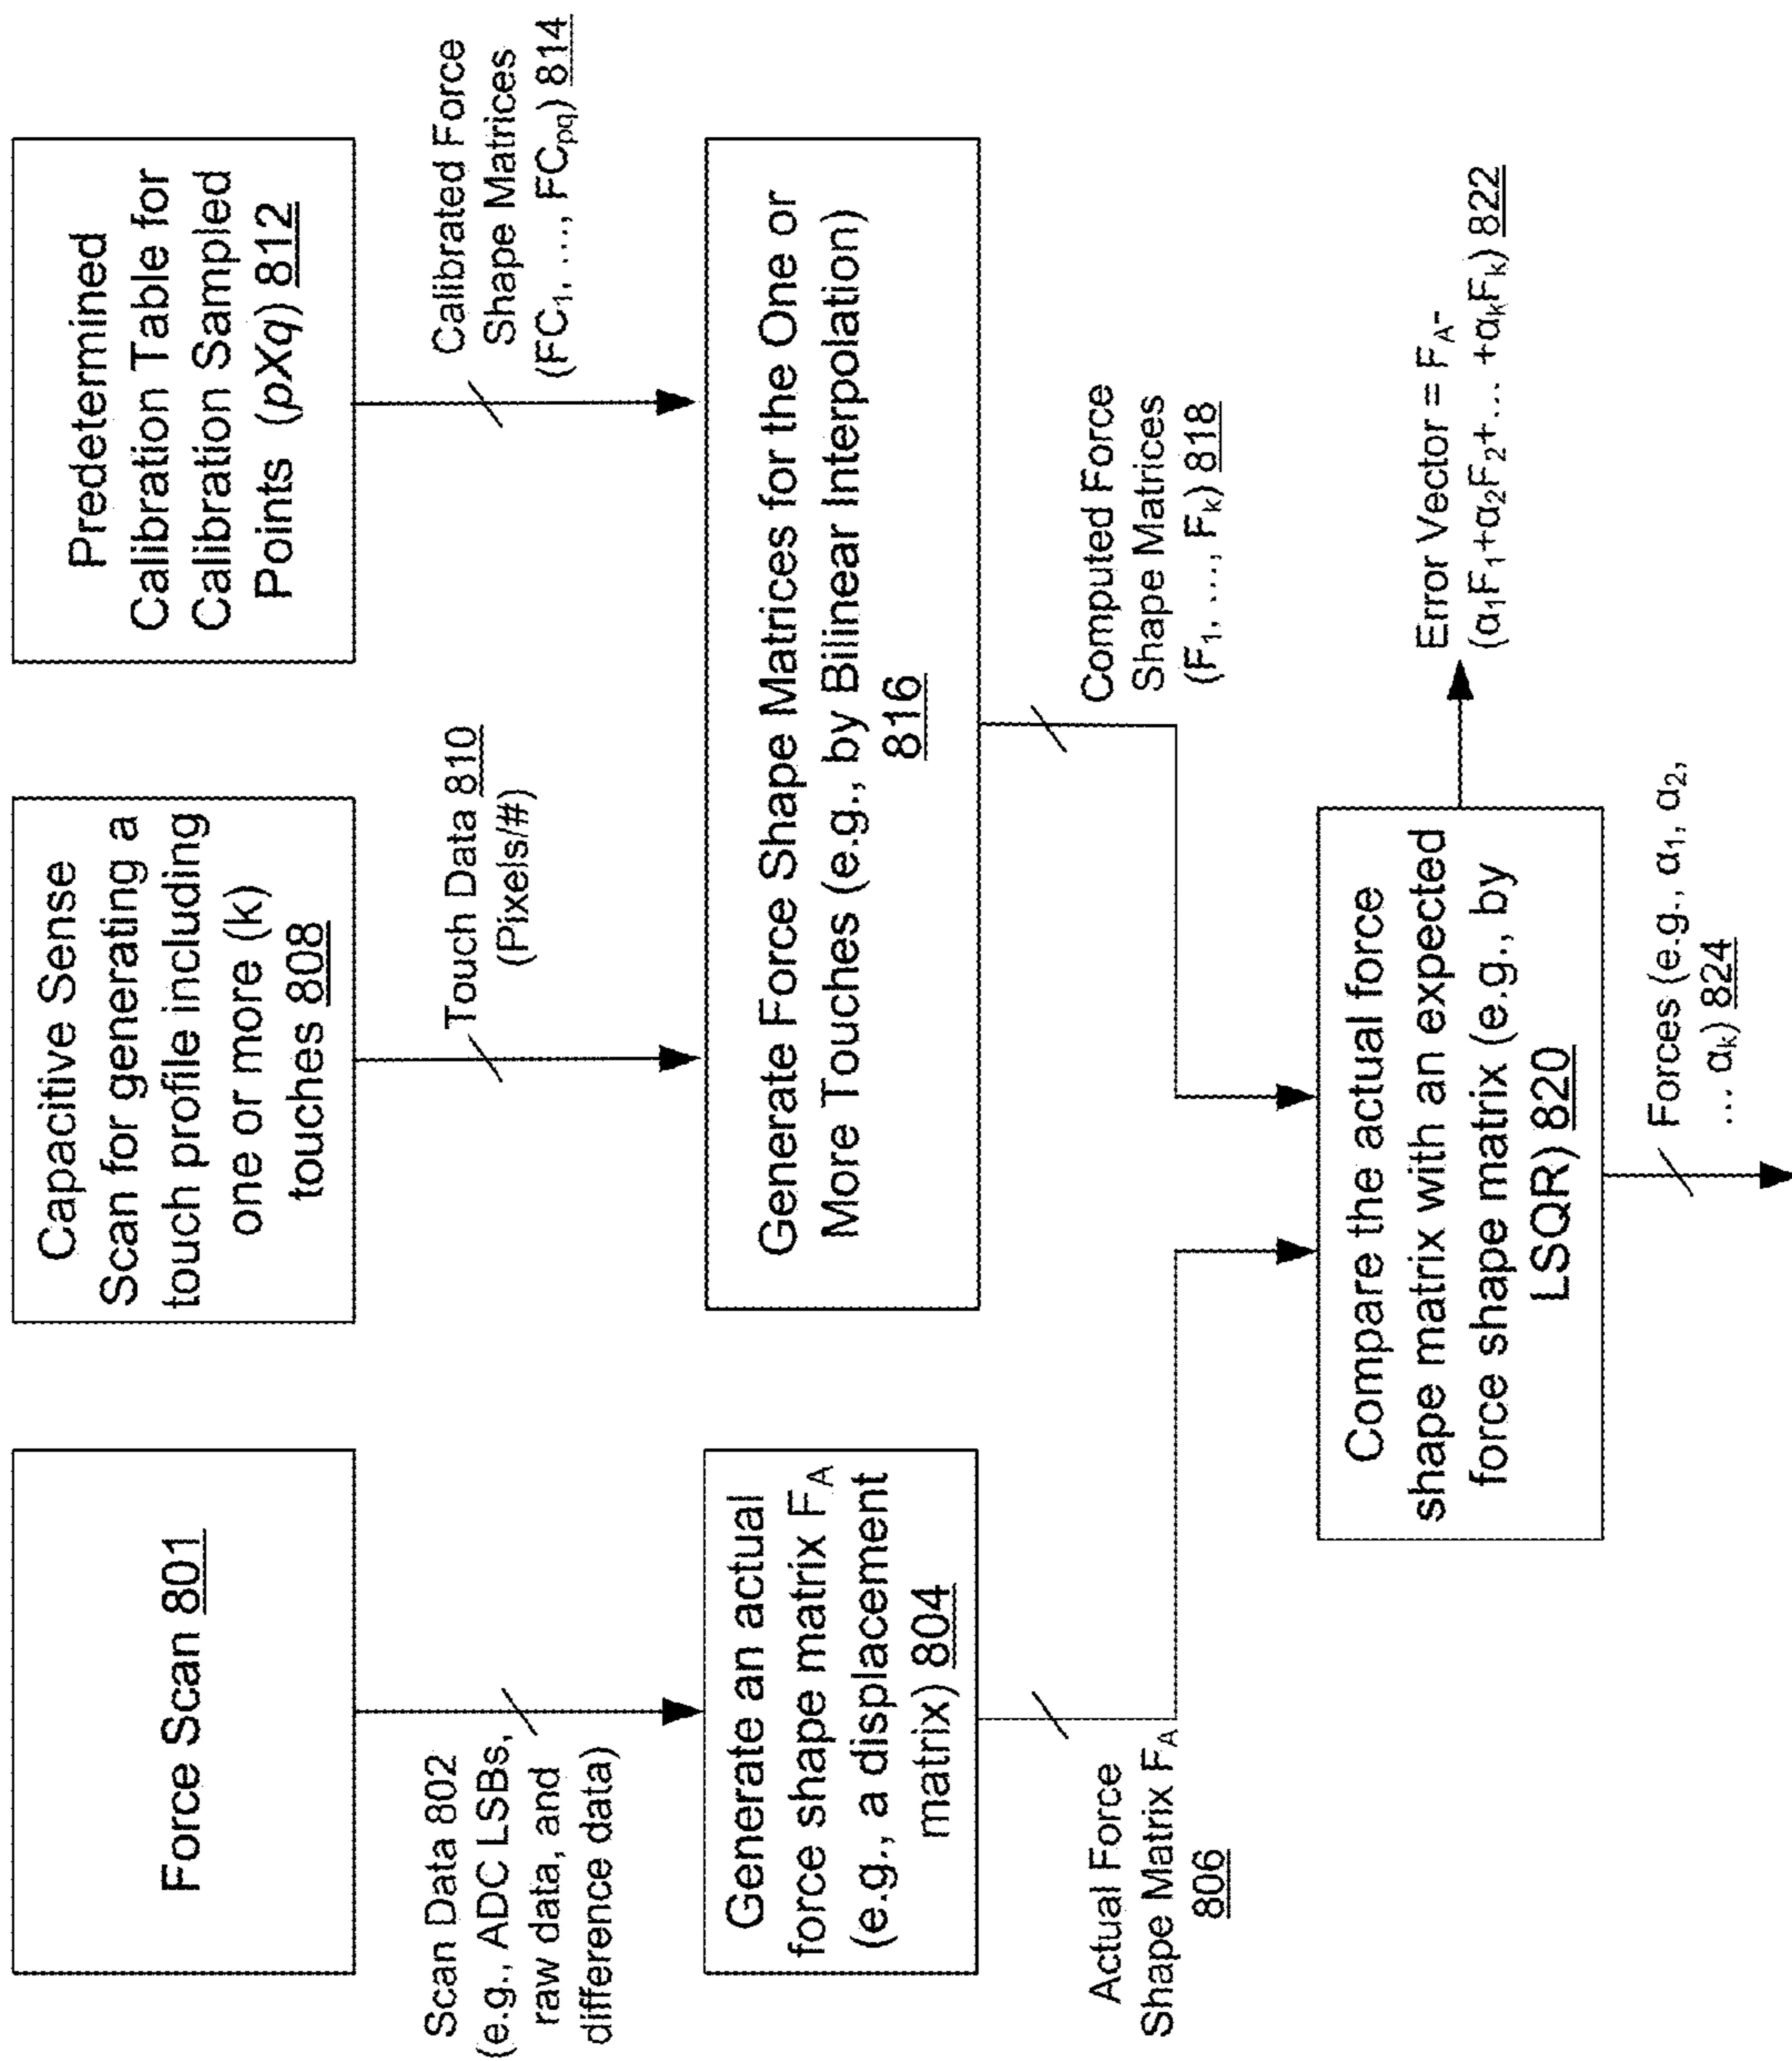 Force Scan 801
Capacitive Sense
Scan for generating a
touch profile including
one or more (k)
touches 808
Predetermined
Calibration Table for
Calibration Sampled
Points (pXq) 812
Scan Data 802
(e.g., ADC LSBs,
raw data, and
difference data)
Touch Data 810
(Pixels/#)
Calibrated Force
Shape Matrices
(FC₁, ..., FCpq) 814
Generate an actual
force shape matrix F_A
(e.g., a displacement
matrix) 804
Generate Force Shape Matrices for the One or
More Touches (e.g., by Bilinear Interpolation)
816
Actual Force
Shape Matrix F_A
806
Computed Force
Shape Matrices
(F₁, ..., Fₖ) 818
Compare the actual force
shape matrix with an expected
force shape matrix (e.g., by
LSQR) 820
Error Vector = F_A-
(α₁F₁+α₂F₂+... +αₖFₖ) 822
Forces (e.g., α₁, α₂,
... αₖ) 824